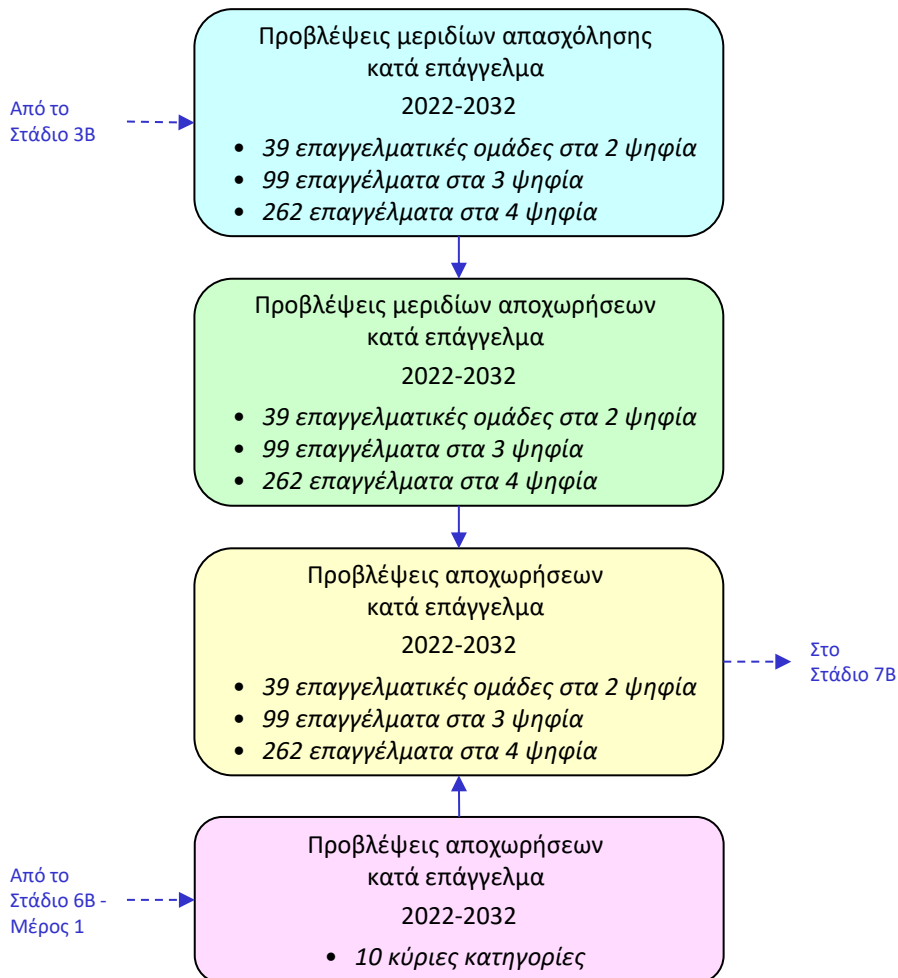 Προβλέψεις μεριδίων απασχόλησης
κατά επάγγελμα
2022-2032
• 39 επαγγελματικές ομάδες στα 2 ψηφία
• 99 επαγγέλματα στα 3 ψηφία
• 262 επαγγέλματα στα 4 ψηφία
Από το
Στάδιο 3Β
Προβλέψεις μεριδίων αποχωρήσεων
κατά επάγγελμα
2022-2032
• 39 επαγγελματικές ομάδες στα 2 ψηφία
• 99 επαγγέλματα στα 3 ψηφία
• 262 επαγγέλματα στα 4 ψηφία
Προβλέψεις αποχωρήσεων
κατά επάγγελμα
2022-2032
• 39 επαγγελματικές ομάδες στα 2 ψηφία
• 99 επαγγέλματα στα 3 ψηφία
• 262 επαγγέλματα στα 4 ψηφία
Στο
Στάδιο 7Β
Προβλέψεις αποχωρήσεων
κατά επάγγελμα
2022-2032
• 10 κύριες κατηγορίες
Από το
Στάδιο 6Β -
Μέρος 1